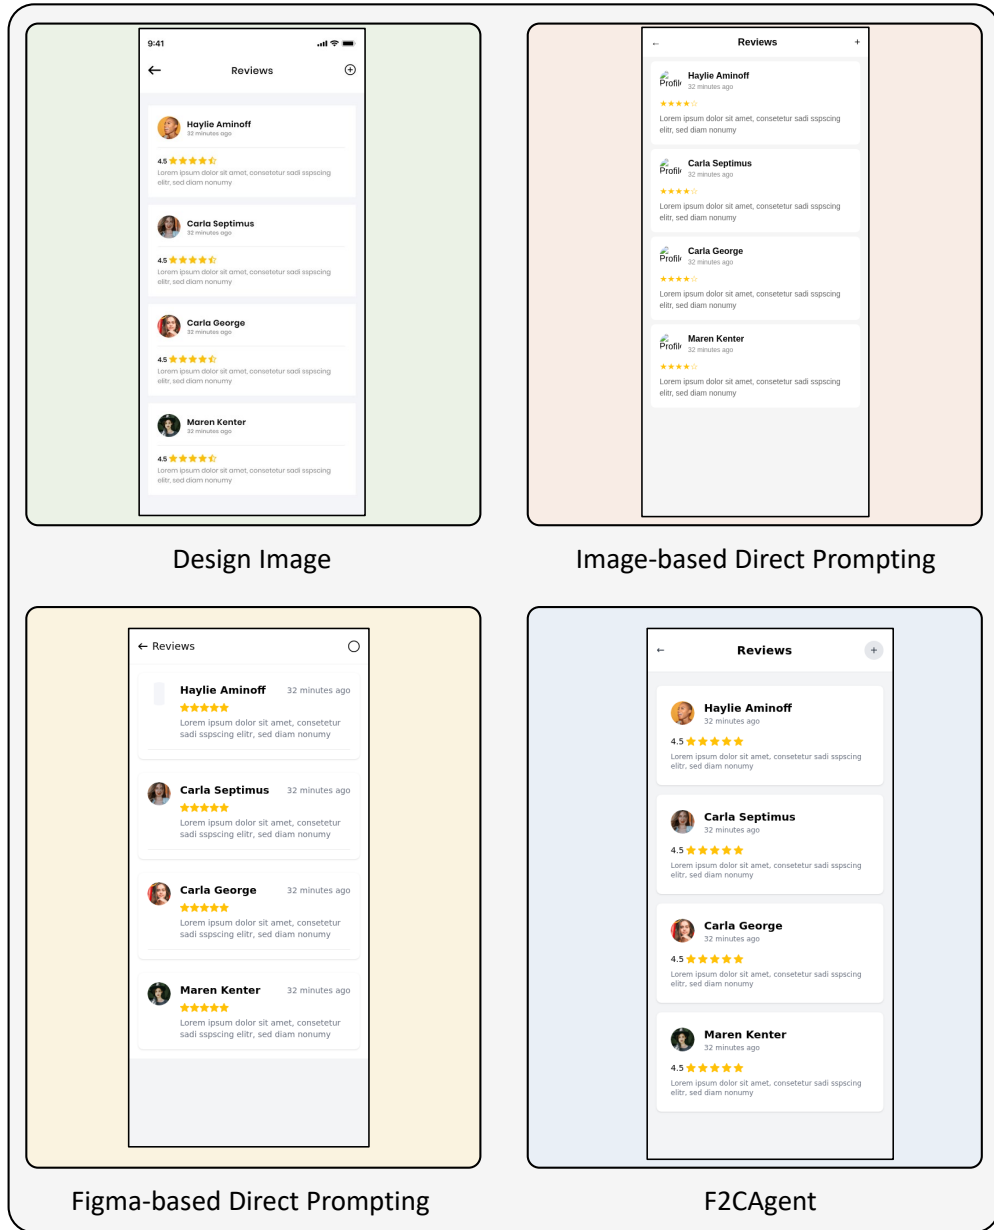 9:41
← Reviews
Haylie Aminoff
32 minutes ago
4.5 ★★★★⯪
Lorem ipsum dolor sit amet, consetetur sadi sspscing
elitr, sed diam nonumy
Carla Septimus
32 minutes ago
4.5 ★★★★⯪
Lorem ipsum dolor sit amet, consetetur sadi sspscing
elitr, sed diam nonumy
Carla George
32 minutes ago
4.5 ★★★★⯪
Lorem ipsum dolor sit amet, consetetur sadi sspscing
elitr, sed diam nonumy
Maren Kenter
32 minutes ago
4.5 ★★★★⯪
Lorem ipsum dolor sit amet, consetetur sadi sspscing
elitr, sed diam nonumy
Design Image
← Reviews +
Profile
Haylie Aminoff
32 minutes ago
★★★★☆
Lorem ipsum dolor sit amet, consetetur sadi sspscing
elitr, sed diam nonumy
Profile
Carla Septimus
32 minutes ago
★★★★☆
Lorem ipsum dolor sit amet, consetetur sadi sspscing
elitr, sed diam nonumy
Profile
Carla George
32 minutes ago
★★★★☆
Lorem ipsum dolor sit amet, consetetur sadi sspscing
elitr, sed diam nonumy
Profile
Maren Kenter
32 minutes ago
★★★★☆
Lorem ipsum dolor sit amet, consetetur sadi sspscing
elitr, sed diam nonumy
Image-based Direct Prompting
← Reviews
Haylie Aminoff 32 minutes ago
★★★★★
Lorem ipsum dolor sit amet, consetetur
sadi sspscing elitr, sed diam nonumy
Carla Septimus 32 minutes ago
★★★★★
Lorem ipsum dolor sit amet, consetetur
sadi sspscing elitr, sed diam nonumy
Carla George 32 minutes ago
★★★★★
Lorem ipsum dolor sit amet, consetetur
sadi sspscing elitr, sed diam nonumy
Maren Kenter 32 minutes ago
★★★★★
Lorem ipsum dolor sit amet, consetetur
sadi sspscing elitr, sed diam nonumy
Figma-based Direct Prompting
← Reviews +
Haylie Aminoff
32 minutes ago
4.5 ★★★★★
Lorem ipsum dolor sit amet, consetetur sadi sspscing
elitr, sed diam nonumy
Carla Septimus
32 minutes ago
4.5 ★★★★★
Lorem ipsum dolor sit amet, consetetur sadi sspscing
elitr, sed diam nonumy
Carla George
32 minutes ago
4.5 ★★★★★
Lorem ipsum dolor sit amet, consetetur sadi sspscing
elitr, sed diam nonumy
Maren Kenter
32 minutes ago
4.5 ★★★★★
Lorem ipsum dolor sit amet, consetetur sadi sspscing
elitr, sed diam nonumy
F2CAgent